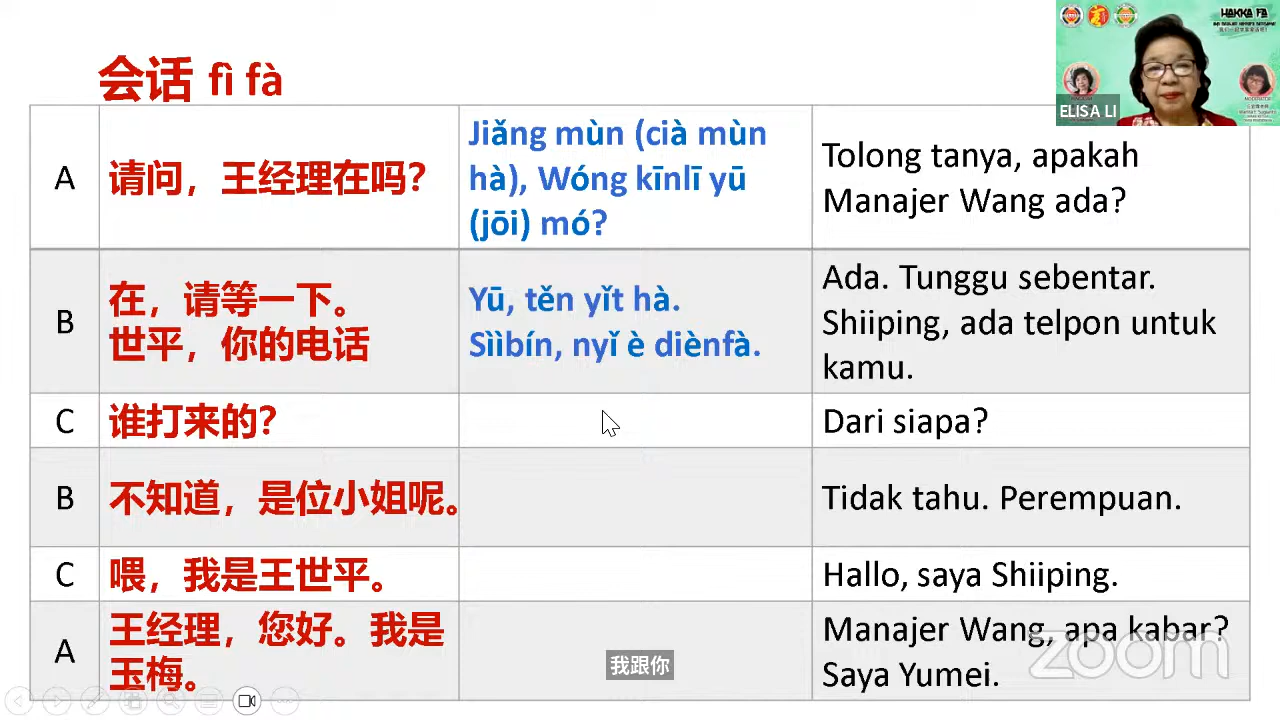 会话 fì fà
HAKKA FA
ELISA LI
A
请问，王经理在吗？
Jiǎng mùn (cià mùn
hà), Wóng kīnlī yū
(jōi) mó?
Tolong tanya, apakah
Manajer Wang ada?
B
在，请等一下。
世平，你的电话
Yū, těn yǐt hà.
Sììbín, nyǐ è diènfà.
Ada. Tunggu sebentar.
Shiiping, ada telpon untuk
kamu.
C
谁打来的？
Dari siapa?
B
不知道，是位小姐呢。
Tidak tahu. Perempuan.
C
喂，我是王世平。
Hallo, saya Shiiping.
A
王经理，您好。我是
玉梅。
Manajer Wang, apa kabar?
Saya Yumei.
我跟你
zoom